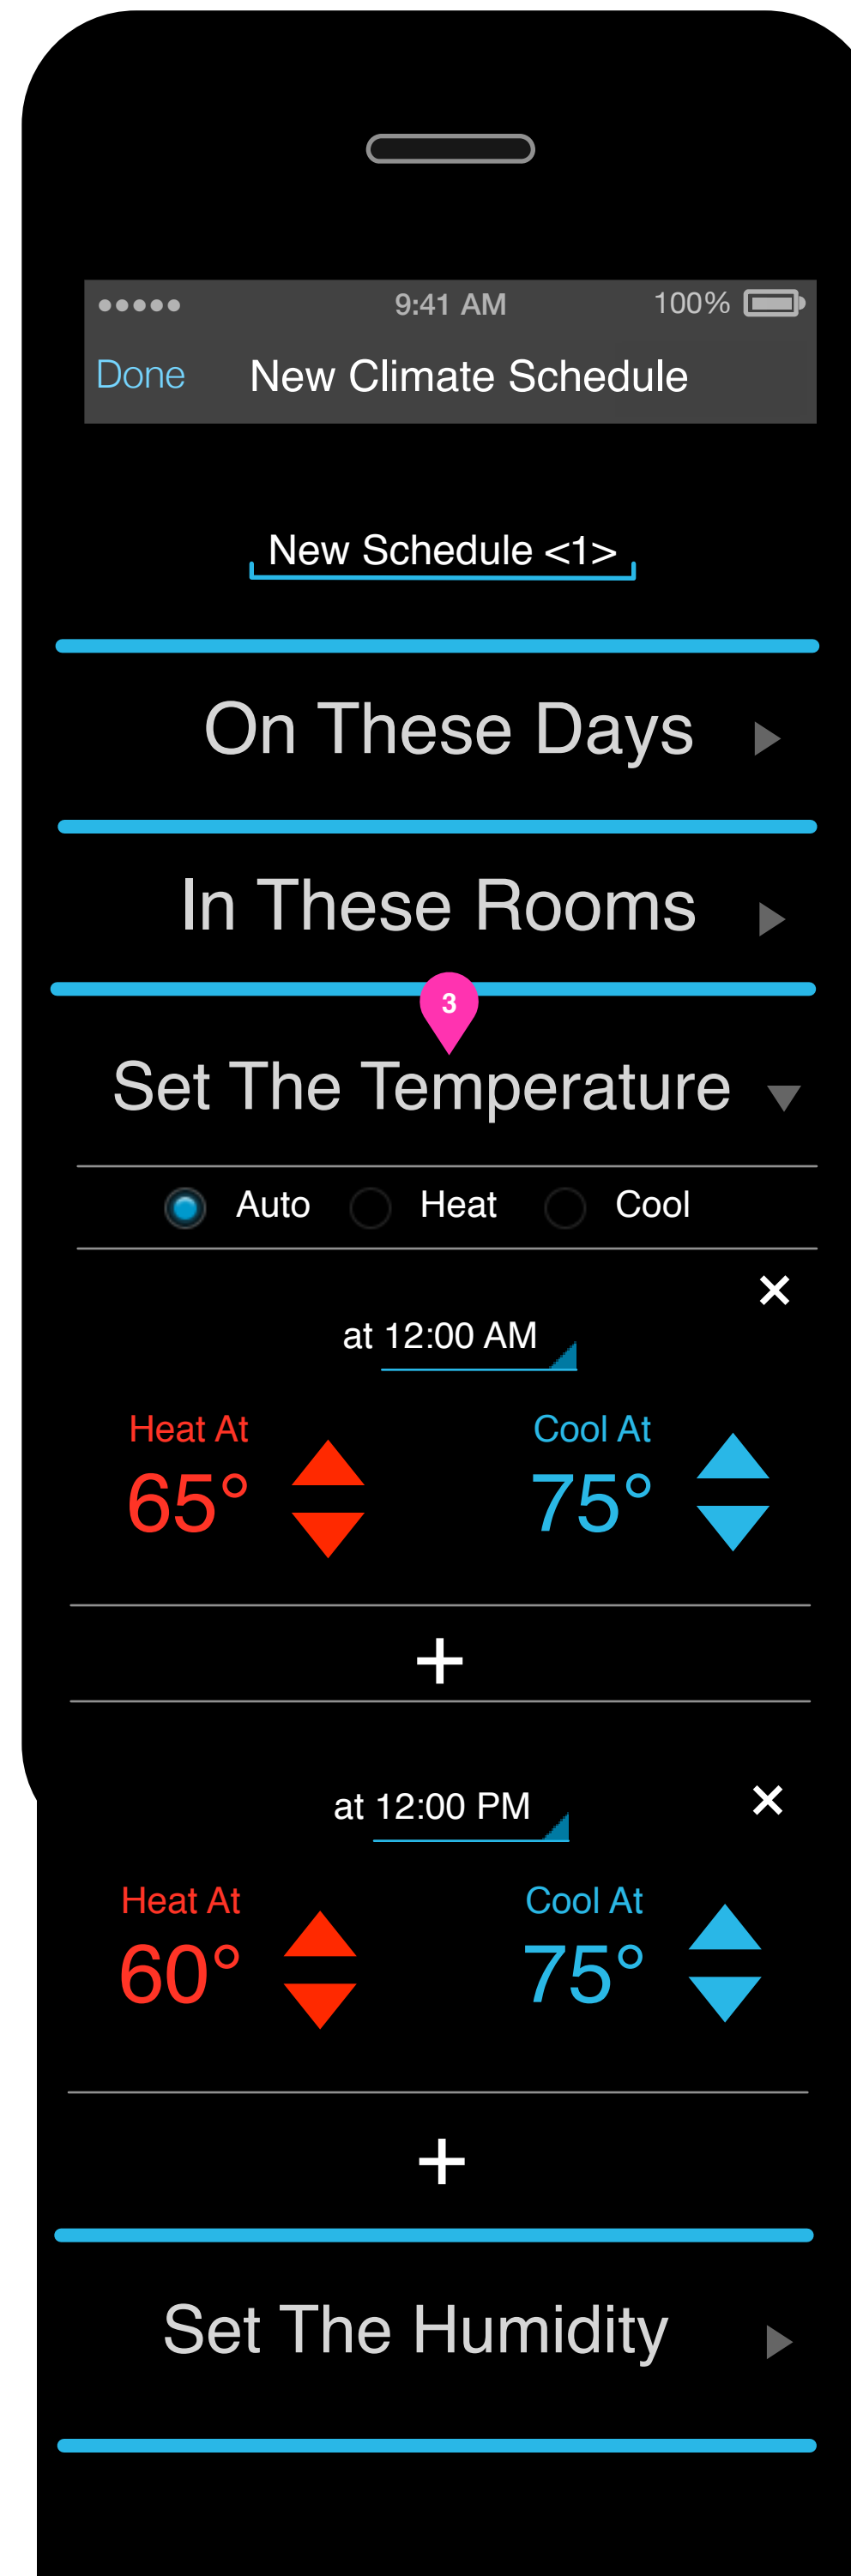 9:41 AM 100%
Done New Climate Schedule
New Schedule <1>
On These Days
In These Rooms
3
Set The Temperature
Auto Heat Cool
×
at 12:00 AM
Heat At Cool At
65° 75°
+
at 12:00 PM ×
Heat At Cool At
60° 75°
+
Set The Humidity